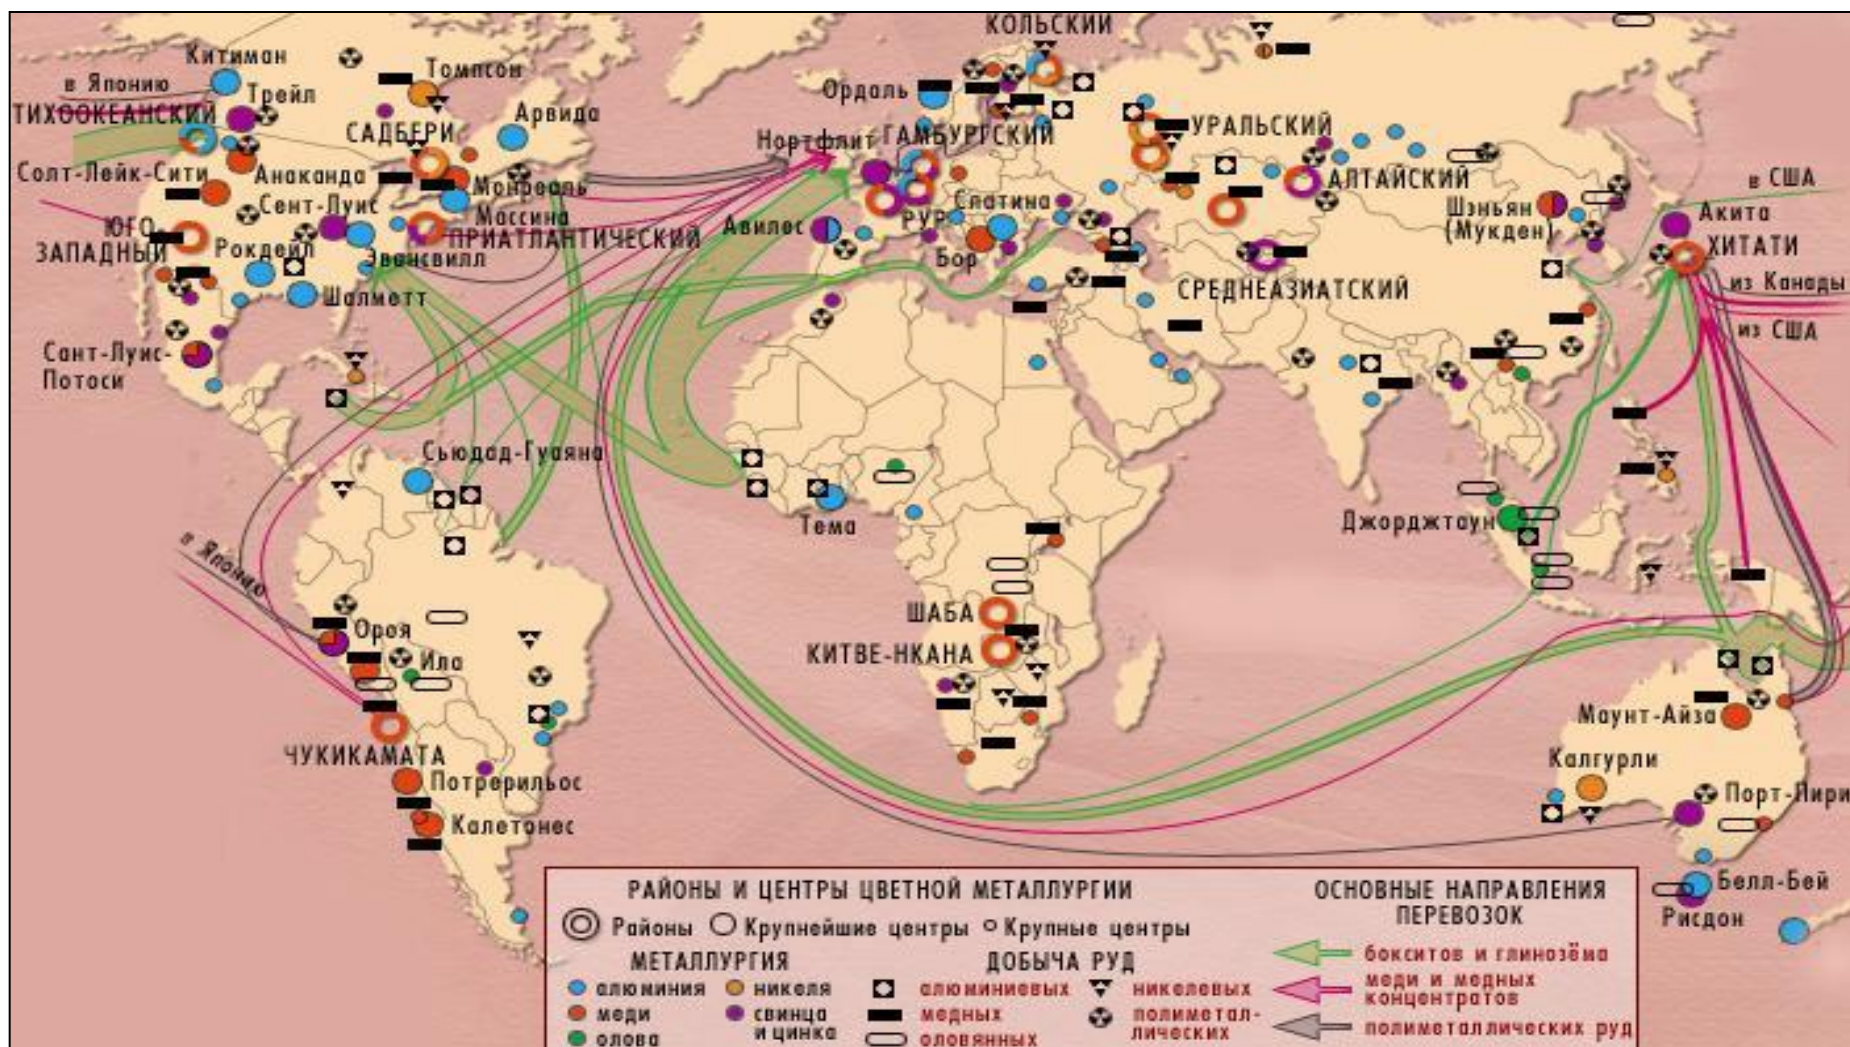 КОЛЬСКИЙ
Китиман
Томпсон
в Японию
Трейл
Ордаль
ТИХООКЕАНСКИЙ
Арвида
САДБЕРИ
Нортфлит
ГАМБУРГСКИЙ
УРАЛЬСКИЙ
Солт-Лейк-Сити
Анаканда
Монреаль
АЛТАЙСКИЙ
в США
Сент-Луис
Массина
Слатина
РУР
Шэньян
(Мукден)
Акита
ЮГО
ЗАПАДНЫЙ
ПРИАТЛАНТИЧЕСКИЙ
Авилес
ХИТАТИ
Рокдейл
Эвансвилл
Бор
из Канады
Шалметт
СРЕДНЕАЗИАТСКИЙ
из США
Сант-Луис-
Потоси
Сьюдад-Гуаяна
Тема
Джорджтаун
в Японию
ШАБА
Ороя
Ила
КИТВЕ-НКАНА
Маунт-Айза
ЧУКИКАМАТА
Потрерильос
Калгурли
Порт-Пири
Калетонес
Белл-Бей
Рисдон
РАЙОНЫ И ЦЕНТРЫ ЦВЕТНОЙ МЕТАЛЛУРГИИ
Районы Крупнейшие центры Крупные центры
МЕТАЛЛУРГИЯ
алюминия
меди
олова
никеля
свинца
и цинка
ДОБЫЧА РУД
алюминиевых
медных
оловянных
никелевых
полиметал-
лических
ОСНОВНЫЕ НАПРАВЛЕНИЯ
ПЕРЕВОЗОК
бокситов и глинозёма
меди и медных
концентратов
полиметаллических руд